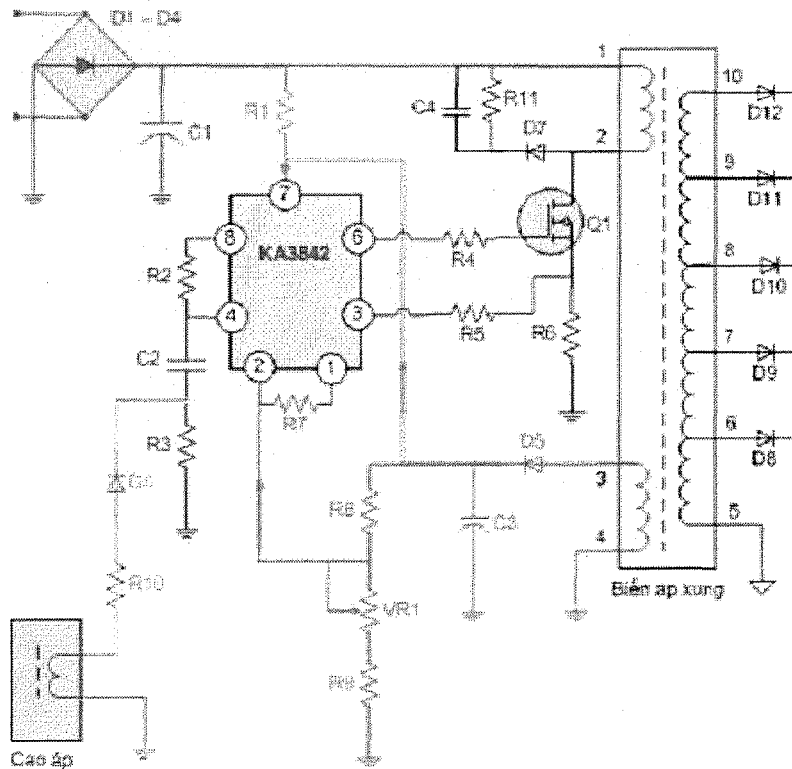 D1 - D4
1
10
R1
C4
R11
D12
C1
D7
2
9
7
D11
8
6
Q1
KA3842
R4
8
R2
4
3
D10
R5
R6
7
C2
2
1
D9
R7
6
R3
D5
3
D8
R8
C3
5
4
R10
Biến áp xung
VR1
R9
Cao áp